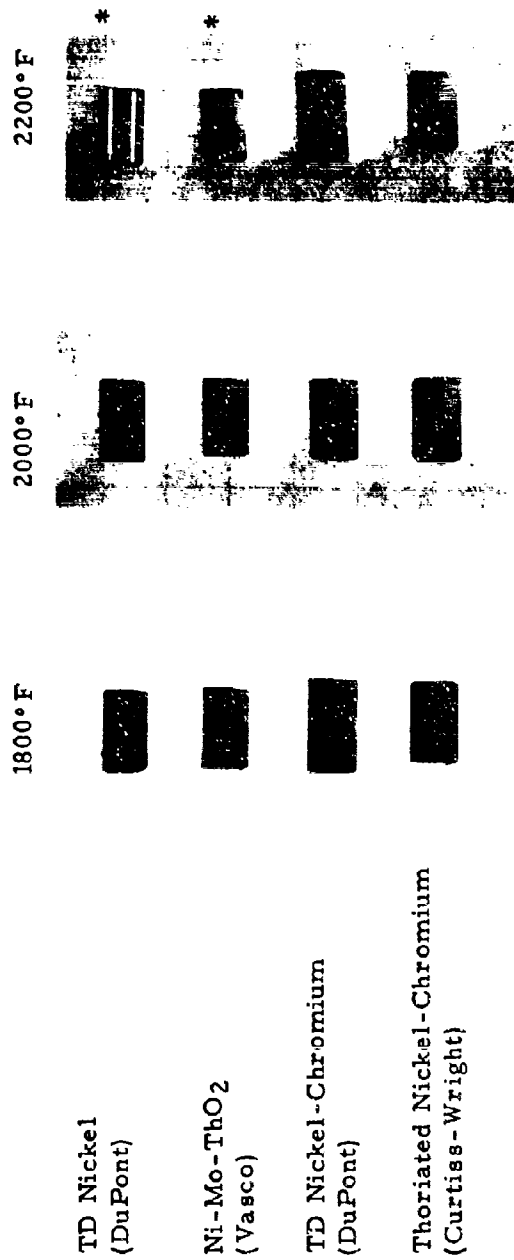 1800°F 2000°F 2200°F
TD Nickel *
(DuPont)
Ni-Mo-ThO2 *
(Vasco)
TD Nickel-Chromium
(DuPont)
Thoriated Nickel-Chromium
(Curtiss-Wright)